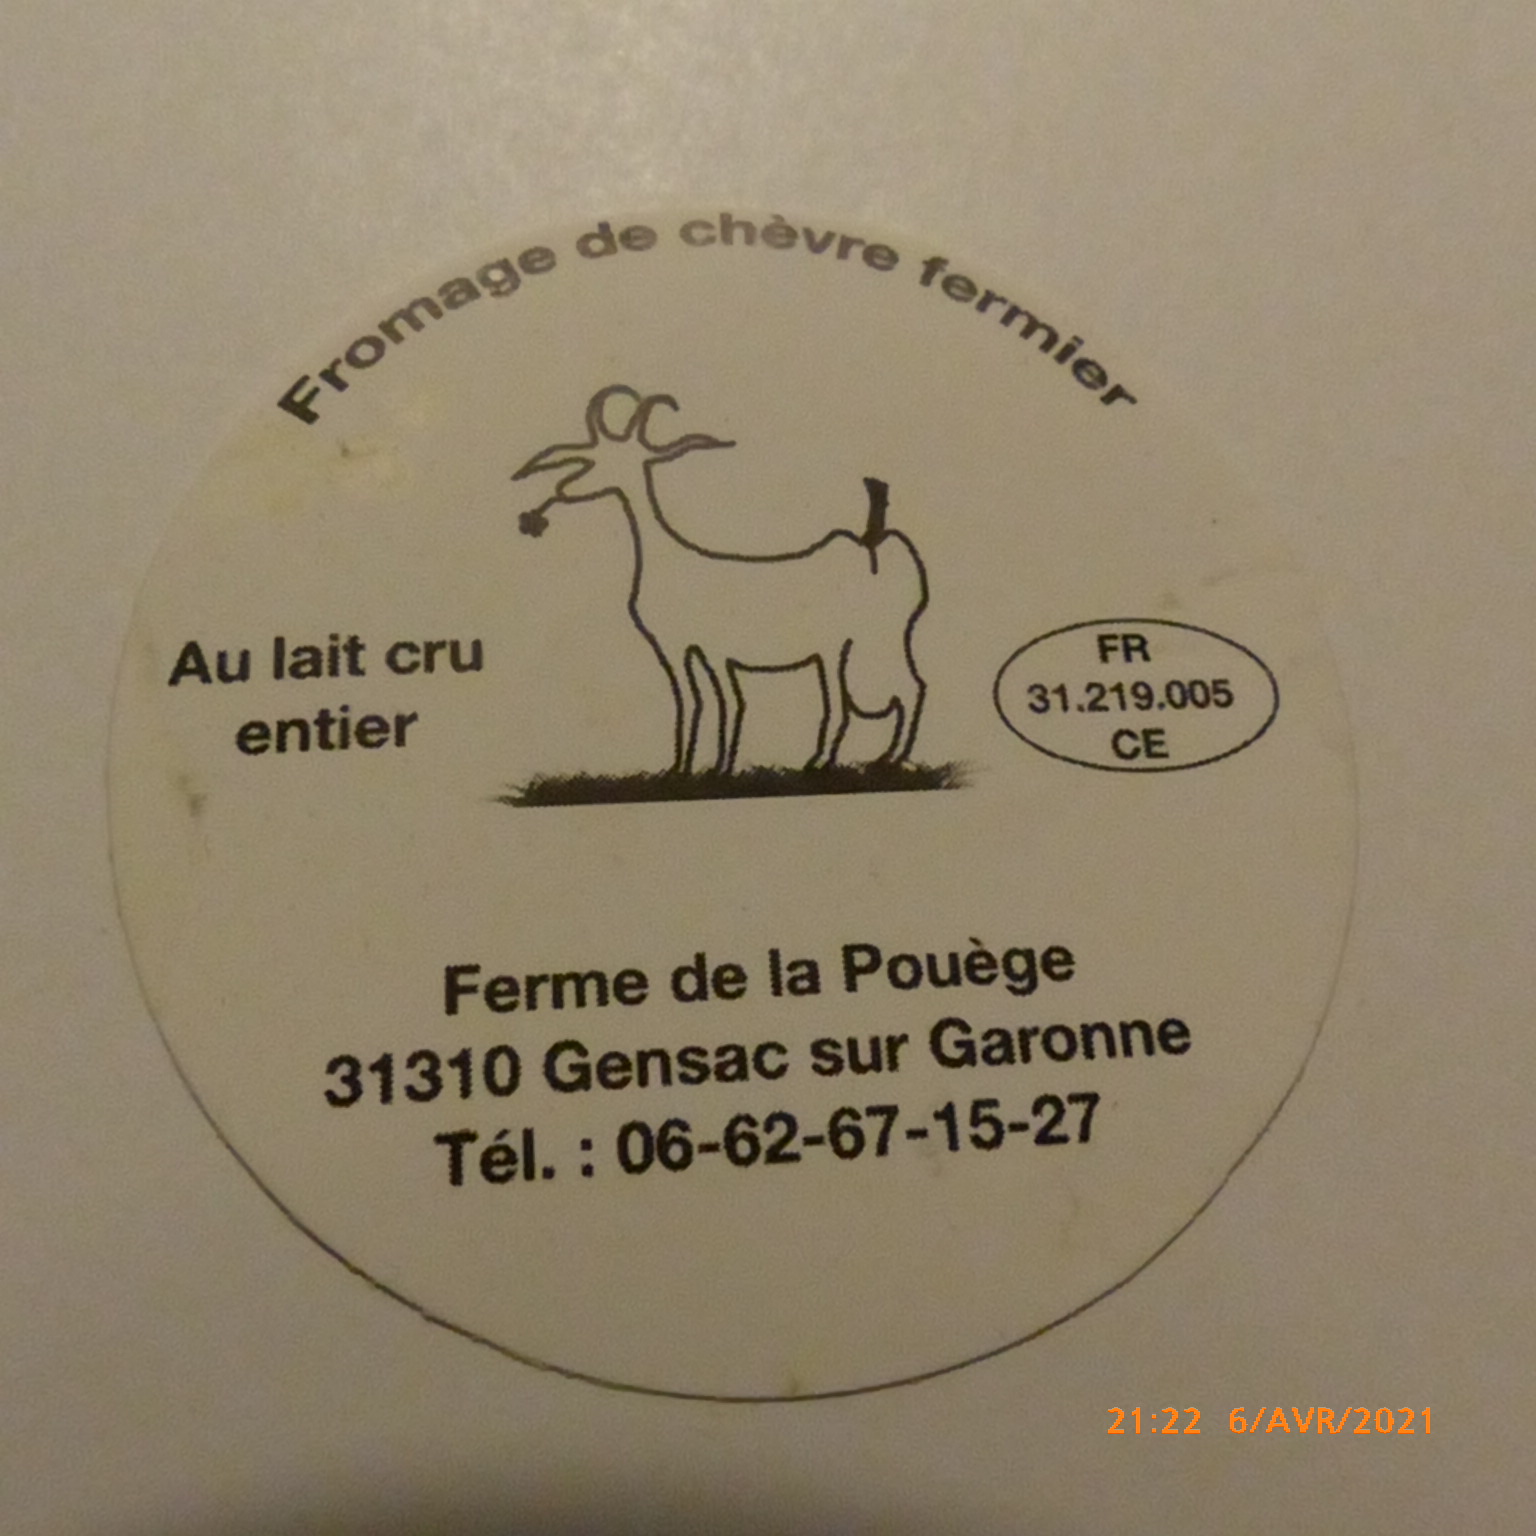 Fromage de chèvre fermier
Au lait cru
entier
FR
31.219.005
CE
Ferme de la Pouège
31310 Gensac sur Garonne
Tél. : 06-62-67-15-27
21:22 6/AVR/2021